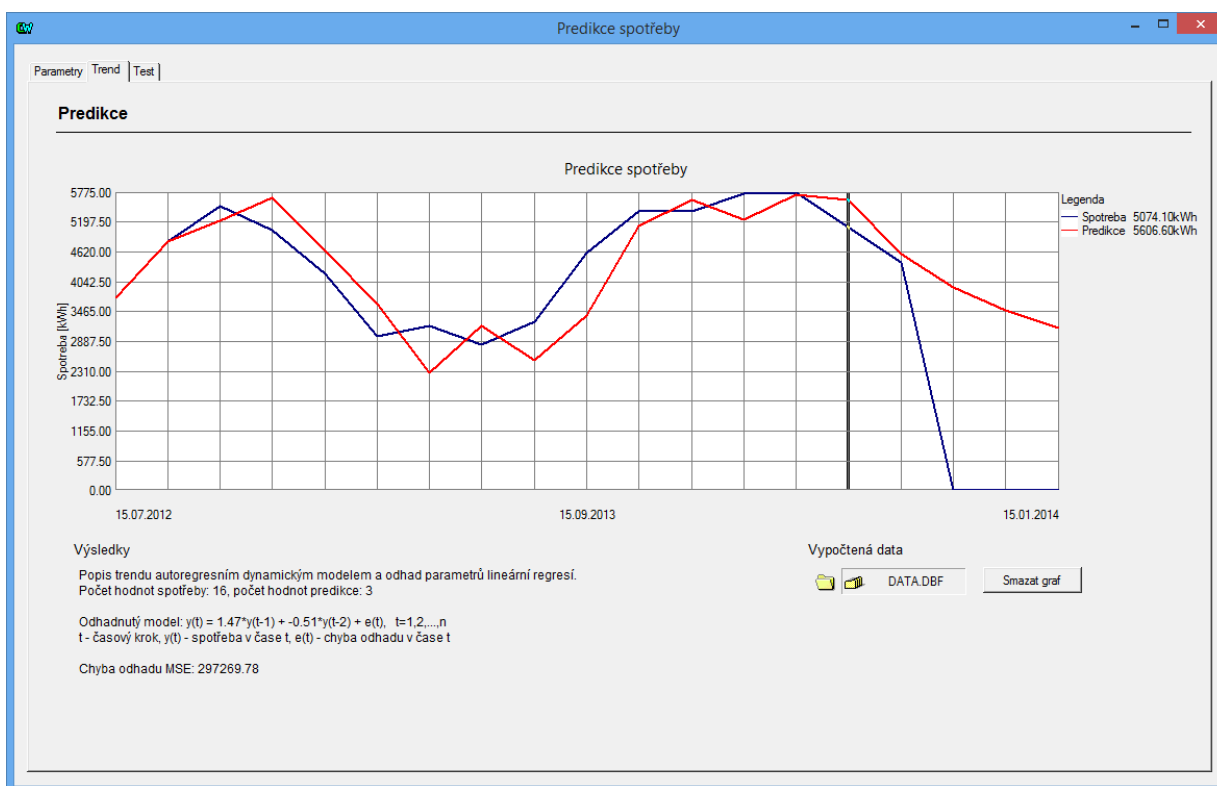 Predikce spotřeby
Parametry Trend Test
Predikce
Predikce spotřeby
5775.00
5197.50
4620.00
4042.50
3465.00
2887.50
2310.00
1732.50
1155.00
577.50
0.00
Spotreba [kWh]
15.07.2012 15.09.2013 15.01.2014
Legenda
Spotreba 5074.10kWh
Predikce 5606.60kWh
Výsledky
Popis trendu autoregresním dynamickým modelem a odhad parametrů lineární regresí.
Počet hodnot spotřeby: 16, počet hodnot predikce: 3
Odhadnutý model: y(t) = 1.47*y(t-1) + -0.51*y(t-2) + e(t), t=1,2,...,n
t - časový krok, y(t) - spotřeba v čase t, e(t) - chyba odhadu v čase t
Chyba odhadu MSE: 297269.78
Vypočtená data
DATA.DBF Smazat graf